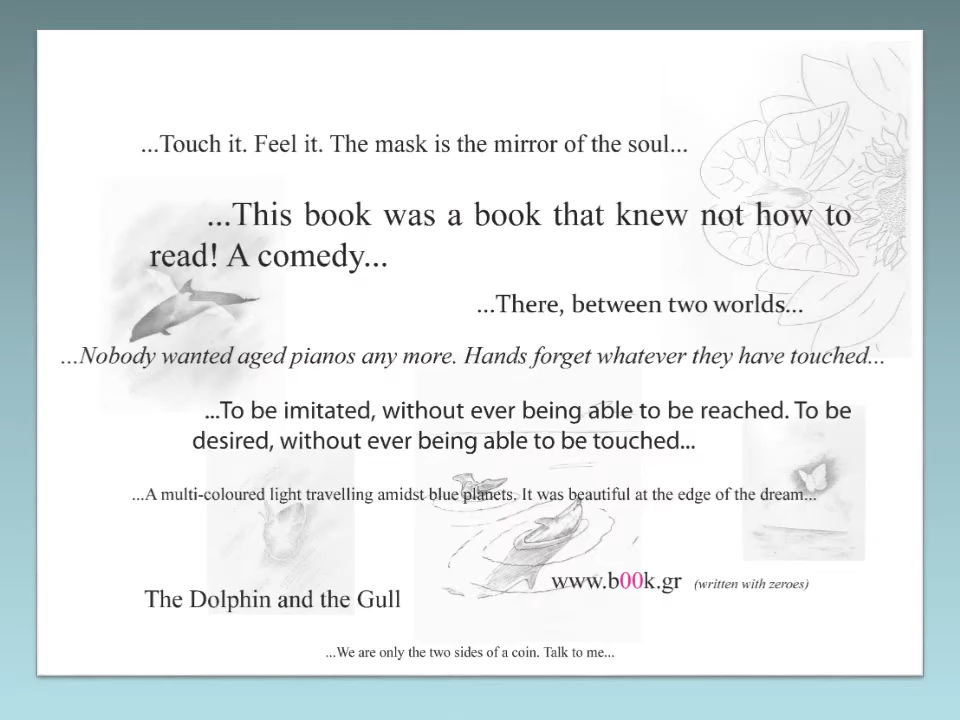 ...Touch it. Feel it. The mask is the mirror of the soul...
...This book was a book that knew not how to
read! A comedy...
...There, between two worlds...
...Nobody wanted aged pianos any more. Hands forget whatever they have touched...
...To be imitated, without ever being able to be reached. To be
desired, without ever being able to be touched...
...A multi-coloured light travelling amidst blue planets. It was beautiful at the edge of the dream...
www.b00k.gr (written with zeroes)
The Dolphin and the Gull
...We are only the two sides of a coin. Talk to me...